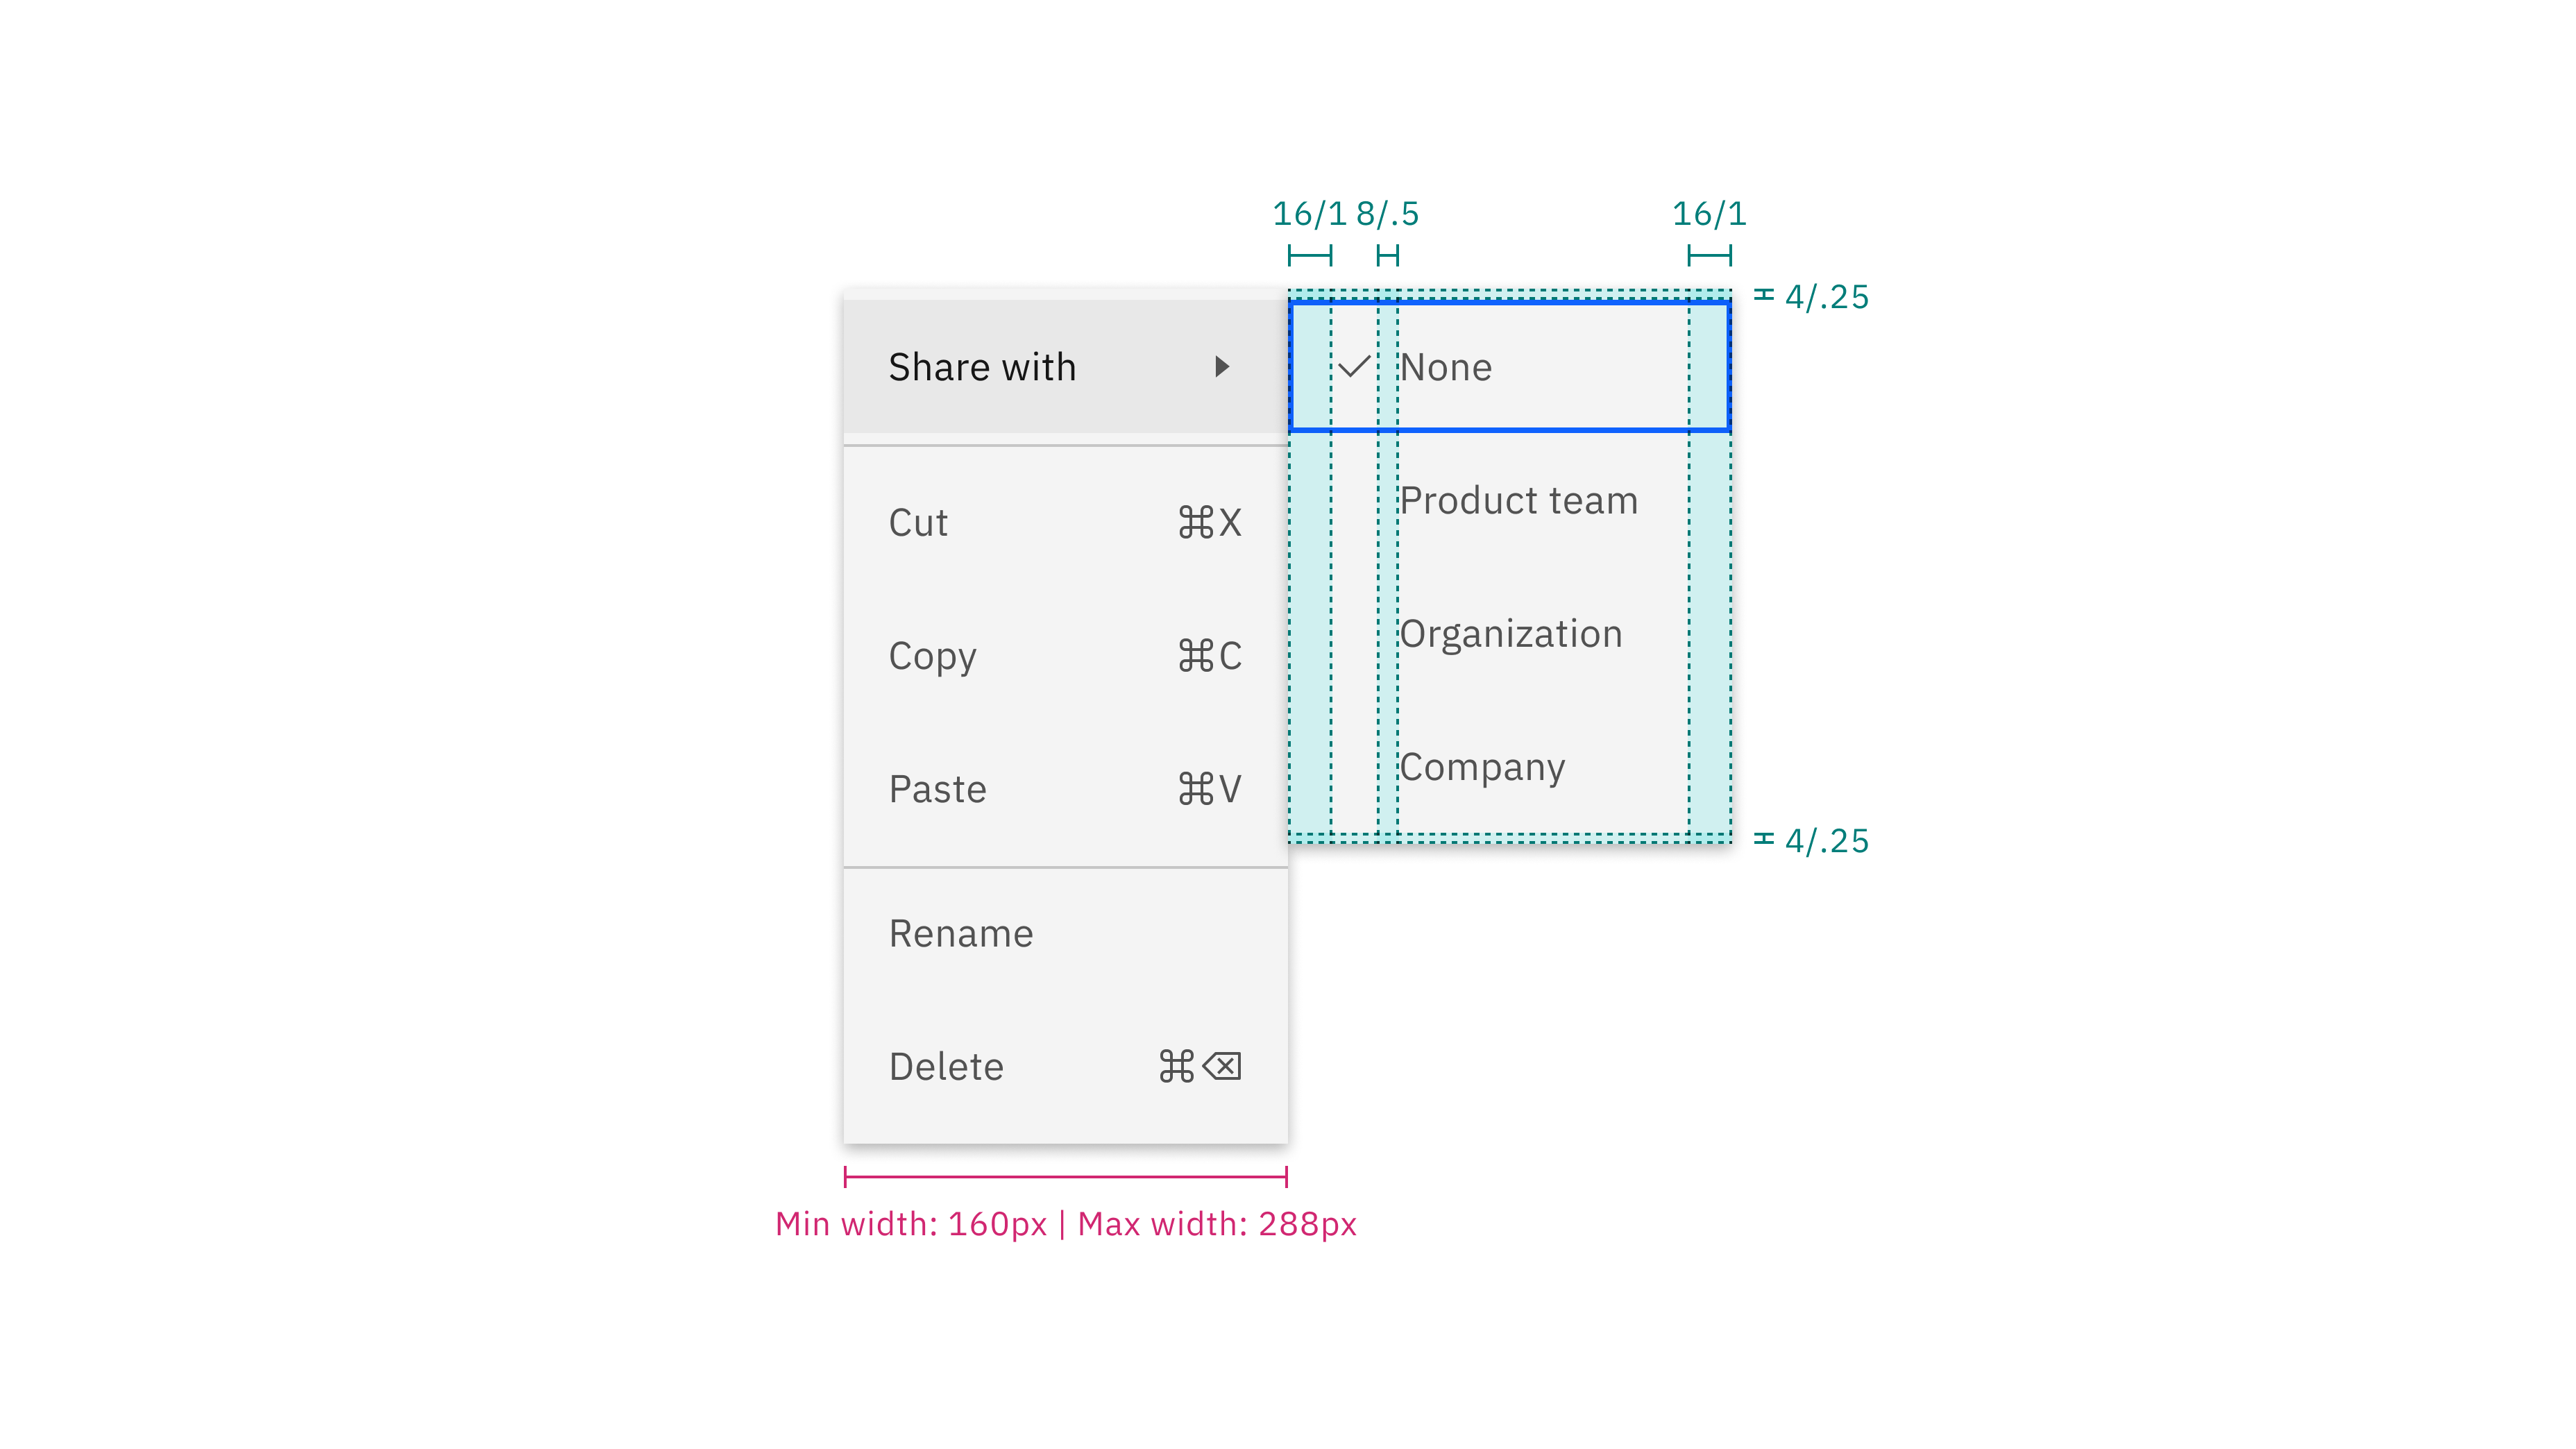 16/1 8/.5 16/1
4/.25
Share with
None
Product team
Cut ⌘X
Organization
Copy ⌘C
Company
Paste ⌘V
4/.25
Rename
Delete ⌘⌫
Min width: 160px | Max width: 288px